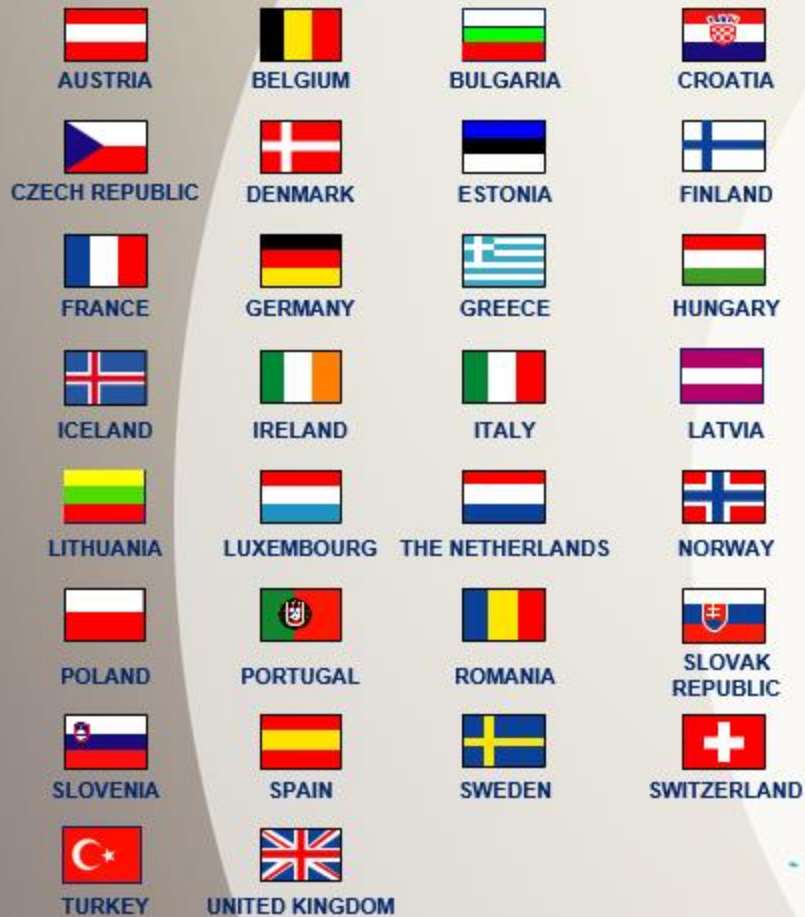 AUSTRIA BELGIUM BULGARIA CROATIA
CZECH REPUBLIC DENMARK ESTONIA FINLAND
FRANCE GERMANY GREECE HUNGARY
ICELAND IRELAND ITALY LATVIA
LITHUANIA LUXEMBOURG THE NETHERLANDS NORWAY
POLAND PORTUGAL ROMANIA SLOVAK
REPUBLIC
SLOVENIA SPAIN SWEDEN SWITZERLAND
TURKEY UNITED KINGDOM